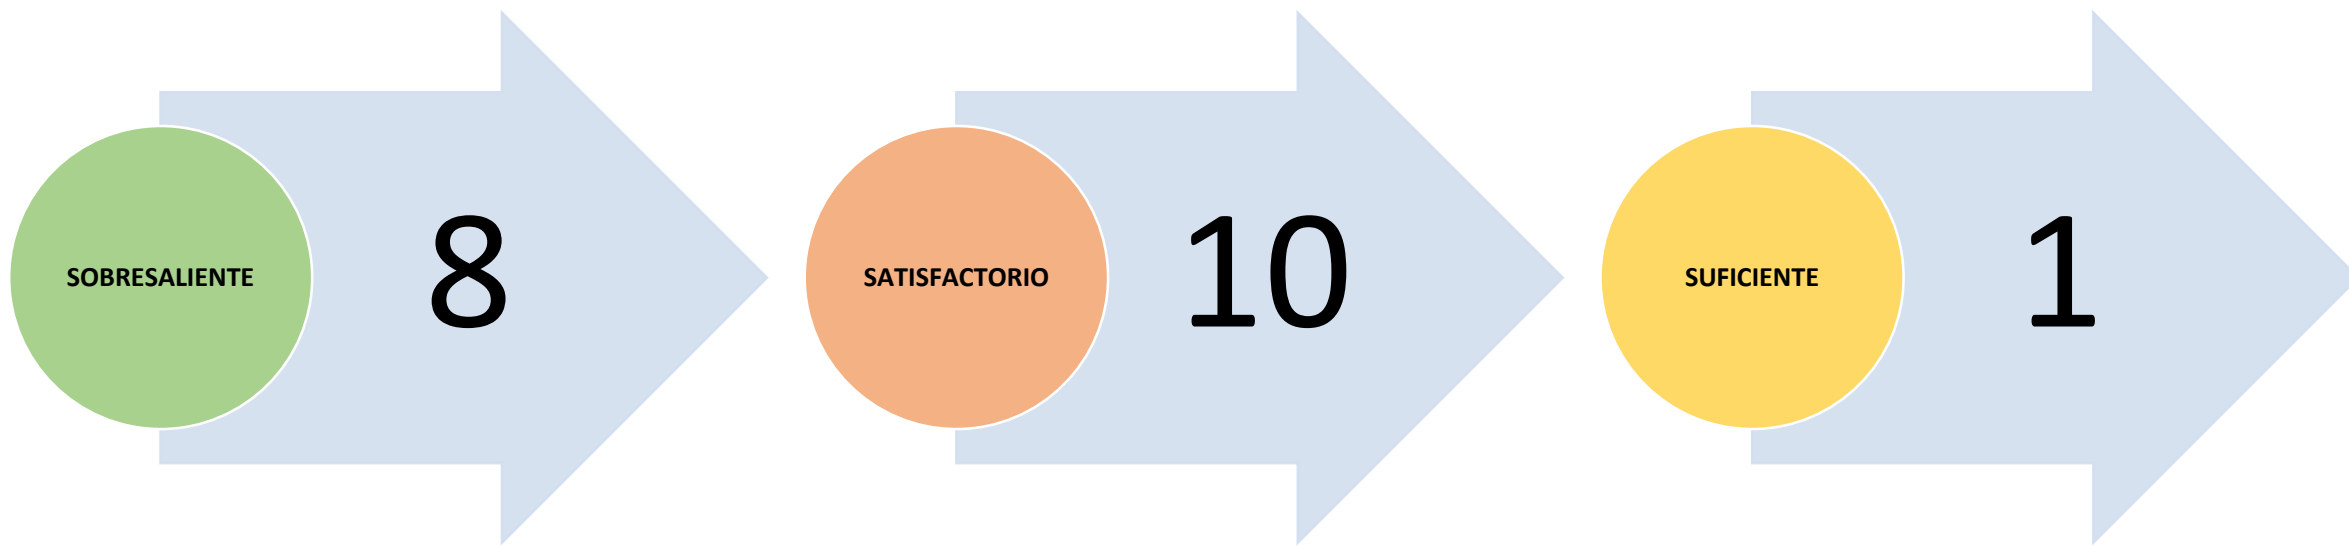 SOBRESALIENTE
8
SATISFACTORIO
10
SUFICIENTE
1